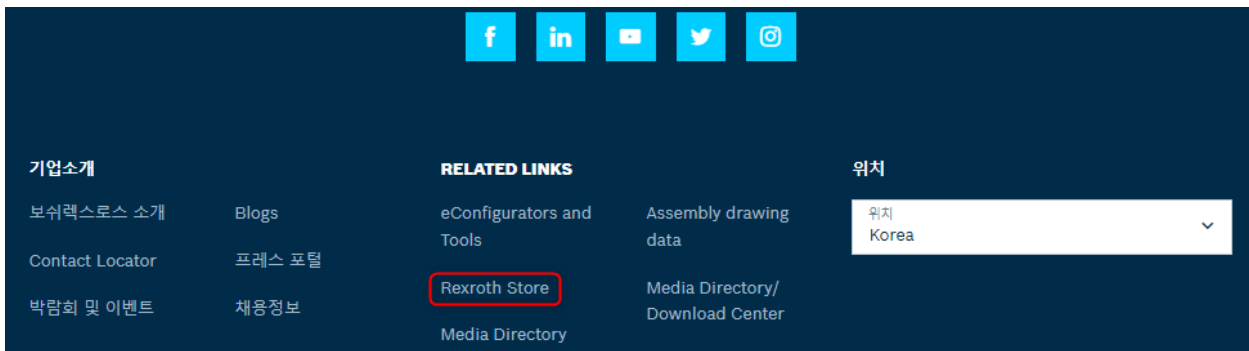 기업소개
보쉬렉스로스 소개
Blogs
Contact Locator
프레스 포털
박람회 및 이벤트
채용정보
RELATED LINKS
eConfigurators and
Tools
Assembly drawing
data
Rexroth Store
Media Directory/
Download Center
Media Directory
위치
위치
Korea